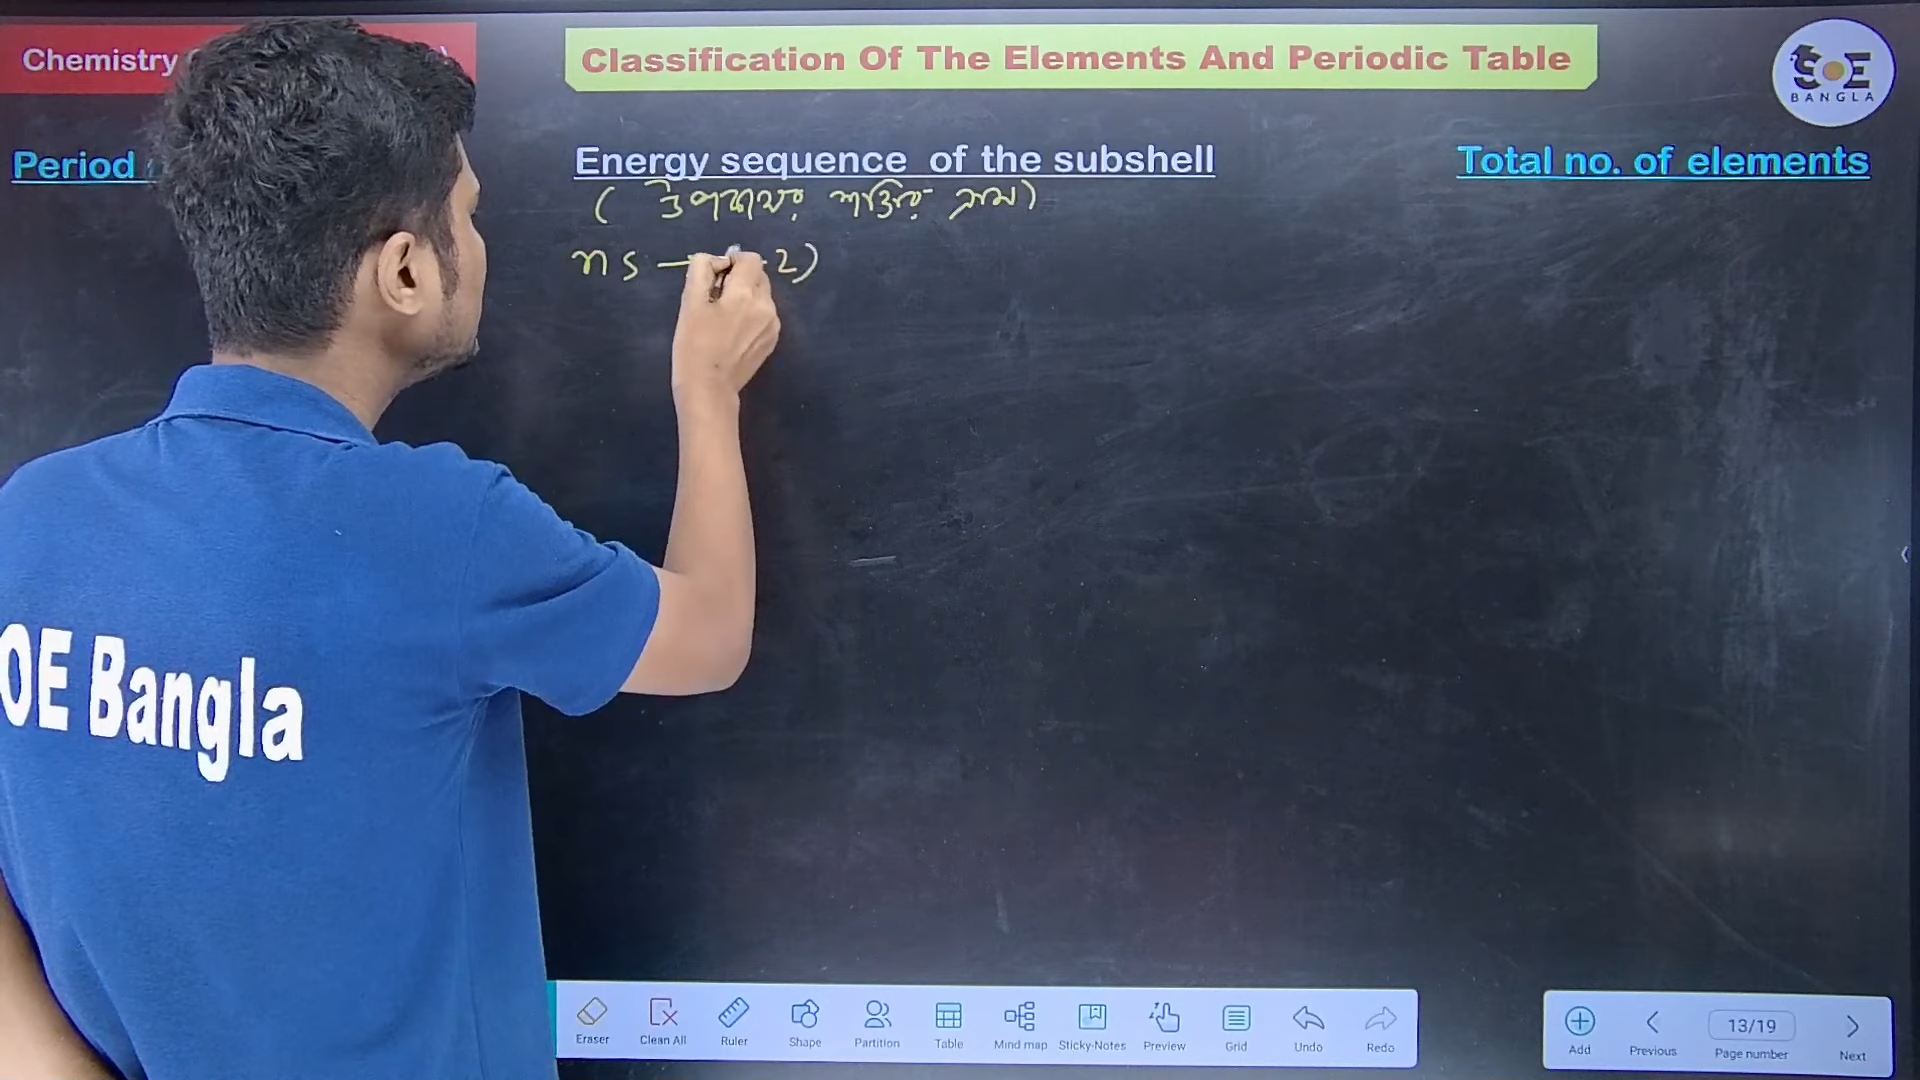 Chemistry
Classification Of The Elements And Periodic Table
SOE
BANGLA
Period
Energy sequence of the subshell
Total no. of elements
( উপকক্ষের শক্তির ক্রম)
ns 2)
OE Bangla
Eraser
Clean All
Ruler
Shape
Partition
Table
Mind map
Sticky-Notes
Preview
Grid
Undo
Redo
Add
Previous
13/19
Page number
Next